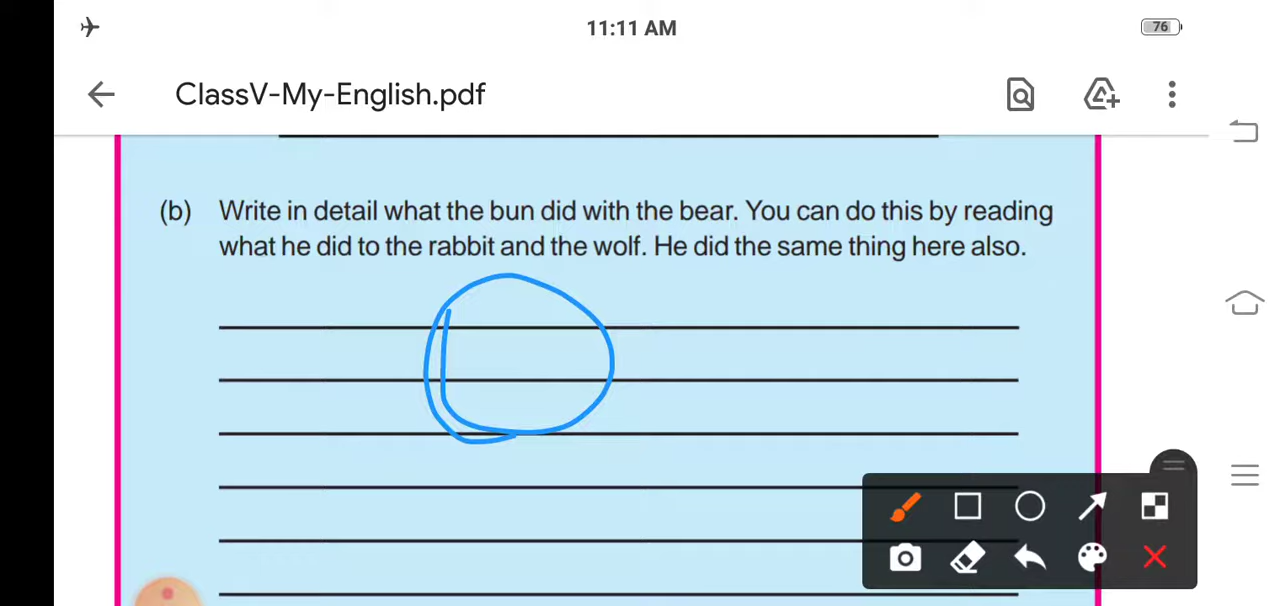 11:11 AM
76
ClassV-My-English.pdf
(b) Write in detail what the bun did with the bear. You can do this by reading
what he did to the rabbit and the wolf. He did the same thing here also.